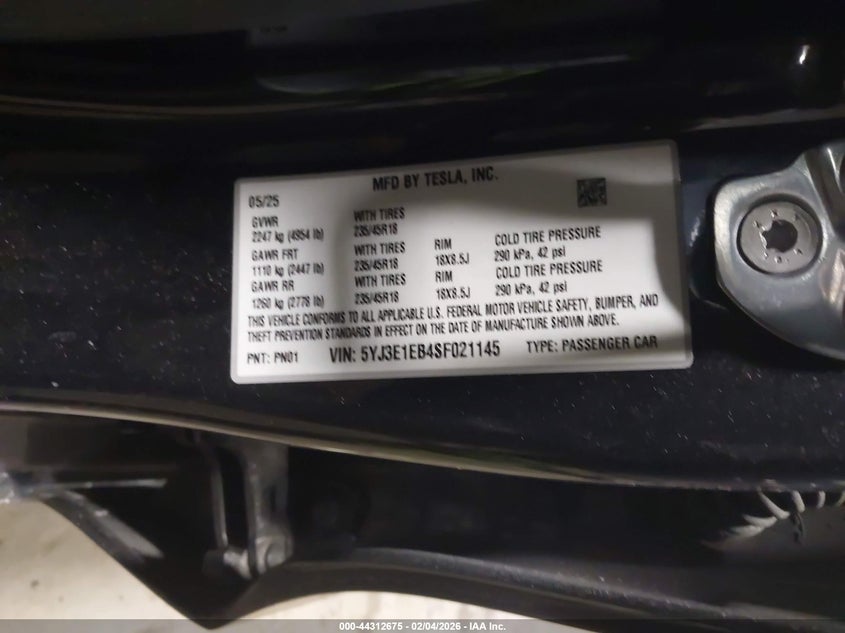 MFD BY TESLA, INC.
05/25
GVWR WITH TIRES
2247 kg (4954 lb) 235/45R18
GAWR FRT WITH TIRES RIM COLD TIRE PRESSURE
1110 kg (2447 lb) 235/45R18 18X8.5J 290 kPa, 42 psi
GAWR RR WITH TIRES RIM COLD TIRE PRESSURE
1260 kg (2778 lb) 235/45R18 18X8.5J 290 kPa, 42 psi
THIS VEHICLE CONFORMS TO ALL APPLICABLE U.S. FEDERAL MOTOR VEHICLE SAFETY, BUMPER, AND
THEFT PREVENTION STANDARDS IN EFFECT ON THE DATE OF MANUFACTURE SHOWN ABOVE.
PNT: PN01 VIN: 5YJ3E1EB4SF021145 TYPE: PASSENGER CAR
000-44312675 - 02/04/2026 - IAA Inc.